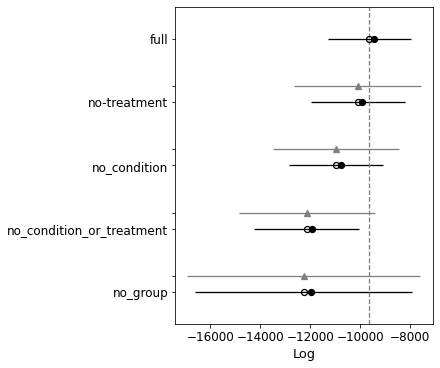 full
no-treatment
no_condition
no_condition_or_treatment
no_group
−16000 −14000 −12000 −10000 −8000
Log